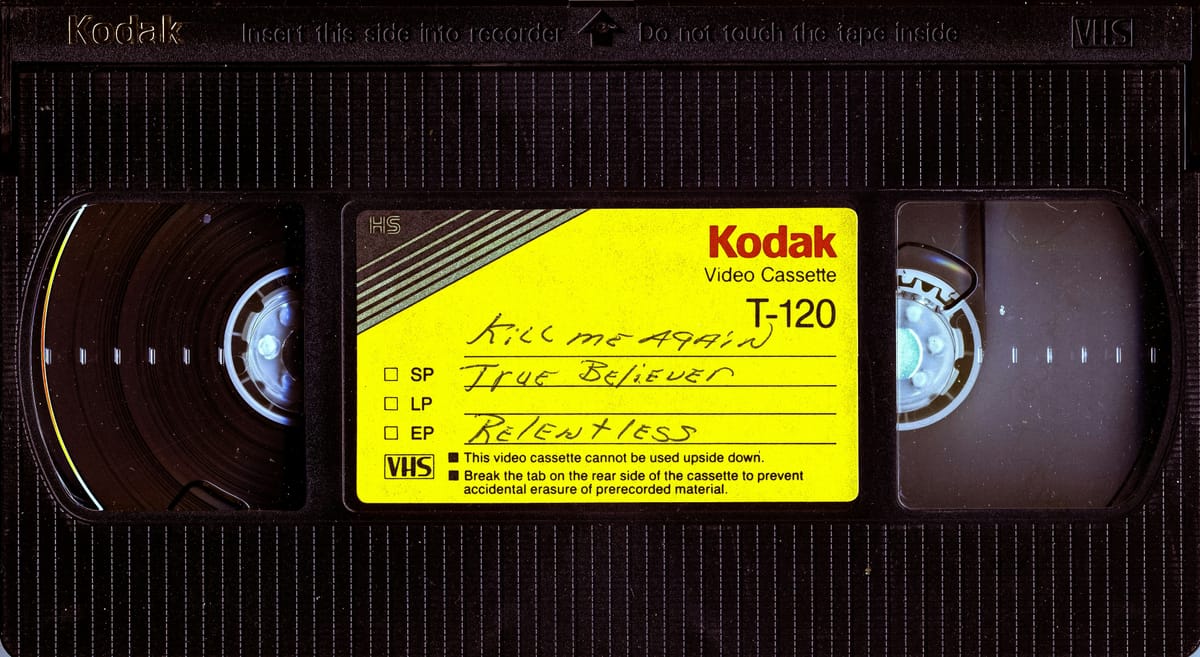 Kodak Insert this side into recorder Do not touch the tape inside VHS
HS
Kodak
Video Cassette
T-120
Kill me AgAiN
True Believer
Relentless
SP
LP
EP
VHS
This video cassette cannot be used upside down.
Break the tab on the rear side of the cassette to prevent
accidental erasure of prerecorded material.